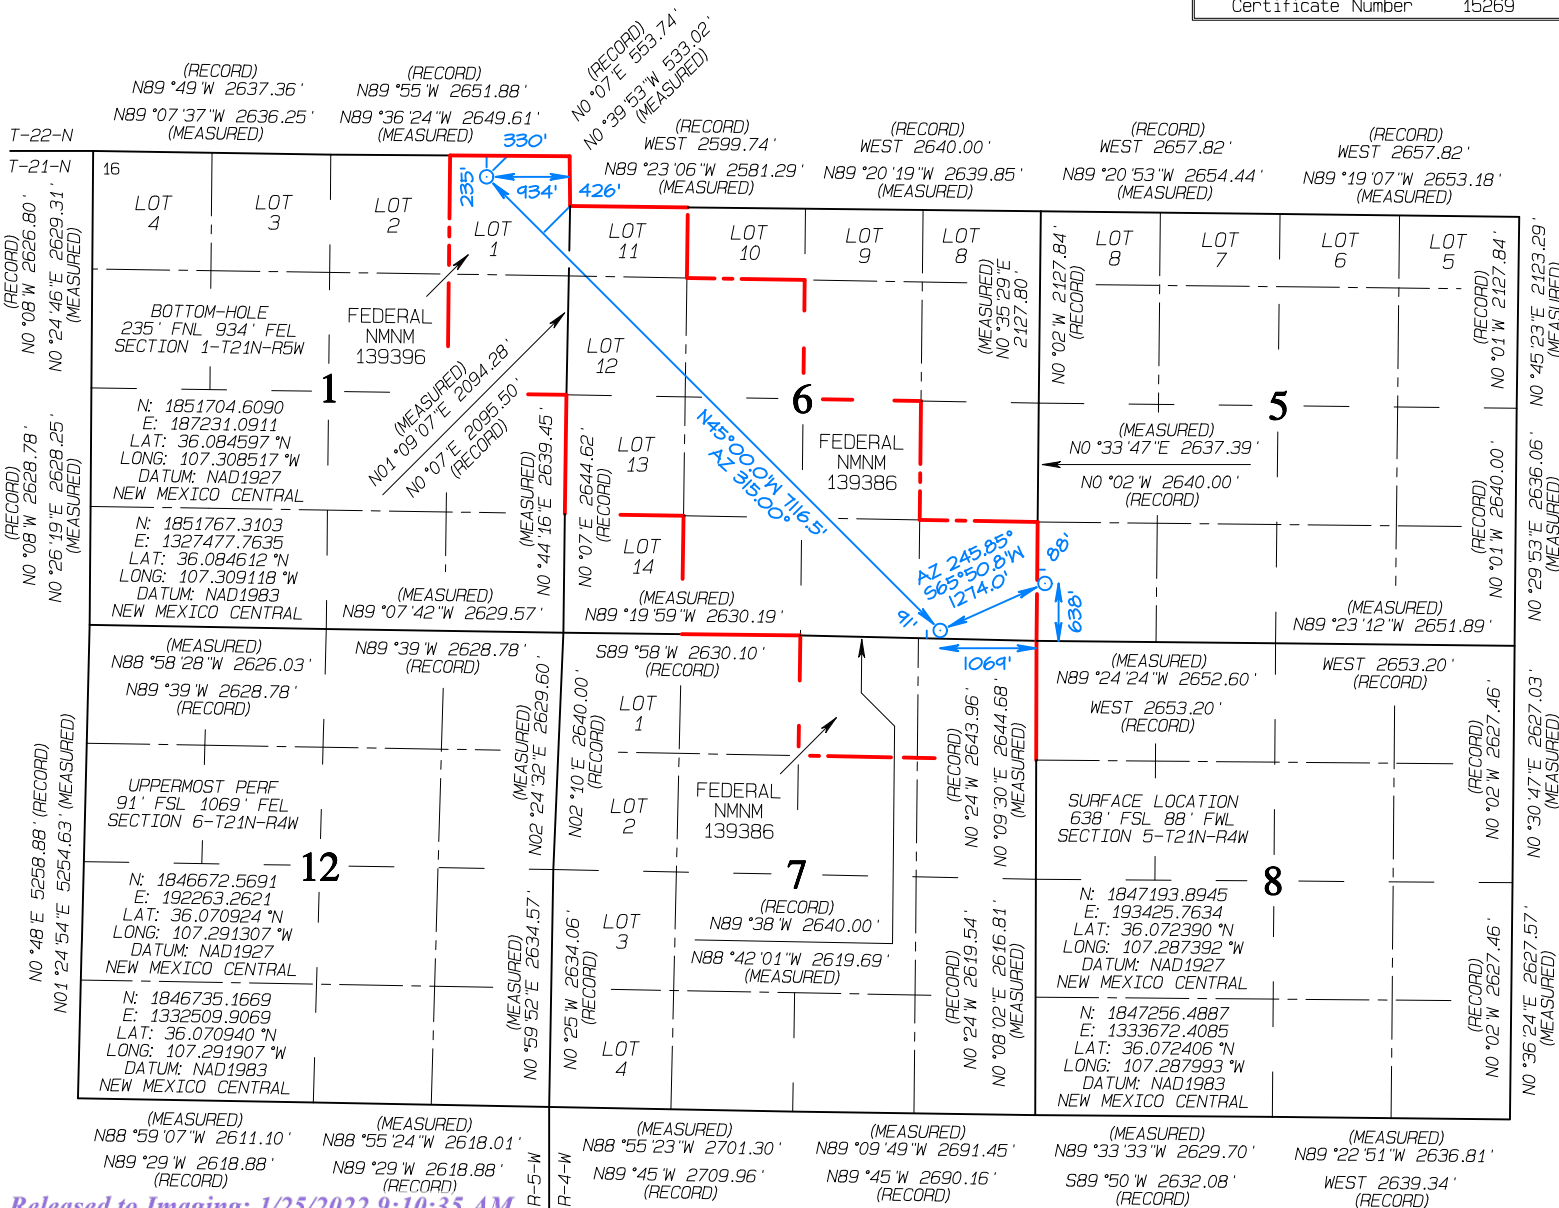 Certificate Number 15269
(RECORD)
N89°49'W 2637.36'
N89°07'37"W 2636.25'
(MEASURED)
(RECORD)
N89°55'W 2651.88'
N89°36'24"W 2649.61'
(MEASURED)
(RECORD)
N0°07'E 553.74'
N0°39'53"W 533.02'
(MEASURED)
(RECORD)
WEST 2599.74'
N89°23'06"W 2581.29'
(MEASURED)
(RECORD)
WEST 2640.00'
N89°20'19"W 2639.85'
(MEASURED)
(RECORD)
WEST 2657.82'
N89°20'53"W 2654.44'
(MEASURED)
(RECORD)
WEST 2657.82'
N89°19'07"W 2653.18'
(MEASURED)
T-22-N
T-21-N
16
330'
235'
934'
426'
LOT
4
LOT
3
LOT
2
LOT
1
LOT
11
LOT
10
LOT
9
LOT
8
LOT
8
LOT
7
LOT
6
LOT
5
(RECORD)
N0°08'W 2626.80'
N0°24'46"E 2629.31'
(MEASURED)
(MEASURED)
N0°35'29"E
2127.80'
N0°02'W 2127.84'
(RECORD)
(RECORD)
N0°01'W 2127.84'
N0°45'23"E 2123.29'
(MEASURED)
BOTTOM-HOLE
235' FNL 934' FEL
SECTION 1-T21N-R5W
FEDERAL
NMNM
139396
LOT
12
1
6
5
N: 1851704.6090
E: 187231.0911
LAT: 36.084597°N
LONG: 107.308517°W
DATUM: NAD1927
NEW MEXICO CENTRAL
(MEASURED)
N01°09'07"E 2094.28'
N0°07'E 2095.50'
(RECORD)
(MEASURED)
N0°44'16"E 2639.45'
N0°07'E 2644.62'
(RECORD)
LOT
13
N45°00.0'W 7116.5'
AZ 315.00°
FEDERAL
NMNM
139386
(MEASURED)
N0°33'47"E 2637.39'
N0°02'W 2640.00'
(RECORD)
(RECORD)
N0°01'W 2640.00'
N0°29'53"E 2636.06'
(MEASURED)
(RECORD)
N0°08'W 2628.78'
N0°26'19"E 2628.25'
(MEASURED)
N: 1851767.3103
E: 1327477.7635
LAT: 36.084612°N
LONG: 107.309118°W
DATUM: NAD1983
NEW MEXICO CENTRAL
LOT
14
AZ 245.85°
S65°50.8'W
1274.0'
88'
638'
91'
1069'
(MEASURED)
N89°07'42"W 2629.57'
(MEASURED)
N89°19'59"W 2630.19'
(MEASURED)
N89°23'12"W 2651.89'
(MEASURED)
N88°58'28"W 2626.03'
N89°39'W 2628.78'
(RECORD)
N89°39'W 2628.78'
(RECORD)
S89°58'W 2630.10'
(RECORD)
(MEASURED)
N89°24'24"W 2652.60'
WEST 2653.20'
(RECORD)
WEST 2653.20'
(RECORD)
N0°48'E 5258.88' (RECORD)
N01°24'54"E 5254.63' (MEASURED)
(MEASURED)
N02°24'32"E 2629.60'
N02°10'E 2640.00'
(RECORD)
LOT
1
(RECORD)
N0°24'W 2643.96'
N0°09'30"E 2644.68'
(MEASURED)
(RECORD)
N0°02'W 2627.46'
N0°30'47"E 2627.03'
(MEASURED)
UPPERMOST PERF
91' FSL 1069' FEL
SECTION 6-T21N-R4W
LOT
2
FEDERAL
NMNM
139386
SURFACE LOCATION
638' FSL 88' FWL
SECTION 5-T21N-R4W
12
7
8
N: 1846672.5691
E: 192263.2621
LAT: 36.070924°N
LONG: 107.291307°W
DATUM: NAD1927
NEW MEXICO CENTRAL
(MEASURED)
N0°59'52"E 2634.57'
N0°25'W 2634.06'
(RECORD)
LOT
3
(RECORD)
N89°38'W 2640.00'
N88°42'01"W 2619.69'
(MEASURED)
(RECORD)
N0°24'W 2619.54'
N0°08'02"E 2616.81'
(MEASURED)
N: 1847193.8945
E: 193425.7634
LAT: 36.072390°N
LONG: 107.287392°W
DATUM: NAD1927
NEW MEXICO CENTRAL
(RECORD)
N0°02'W 2627.46'
N0°36'24"E 2627.57'
(MEASURED)
N: 1846735.1669
E: 1332509.9069
LAT: 36.070940°N
LONG: 107.291907°W
DATUM: NAD1983
NEW MEXICO CENTRAL
LOT
4
N: 1847256.4887
E: 1333672.4085
LAT: 36.072406°N
LONG: 107.287993°W
DATUM: NAD1983
NEW MEXICO CENTRAL
(MEASURED)
N88°59'07"W 2611.10'
N89°29'W 2618.88'
(RECORD)
(MEASURED)
N88°55'24"W 2618.01'
N89°29'W 2618.88'
(RECORD)
R-5-W
R-4-W
(MEASURED)
N88°55'23"W 2701.30'
N89°45'W 2709.96'
(RECORD)
(MEASURED)
N89°09'49"W 2691.45'
N89°45'W 2690.16'
(RECORD)
(MEASURED)
N89°33'33"W 2629.70'
S89°50'W 2632.08'
(RECORD)
(MEASURED)
N89°22'51"W 2636.81'
WEST 2639.34'
(RECORD)
Released to Imaging: 1/25/2022 9:10:35 AM